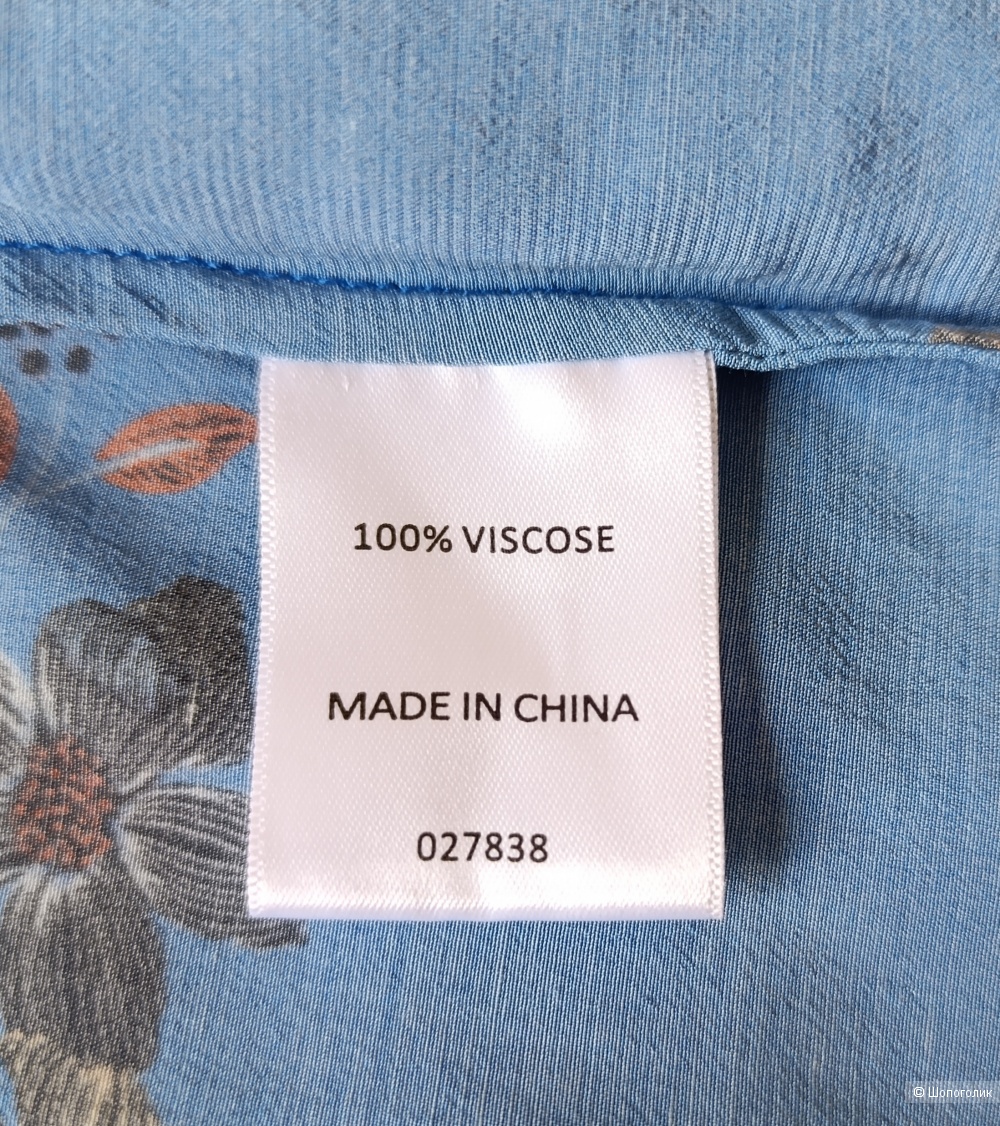 100% VISCOSE
MADE IN CHINA
027838
© Шопоголик